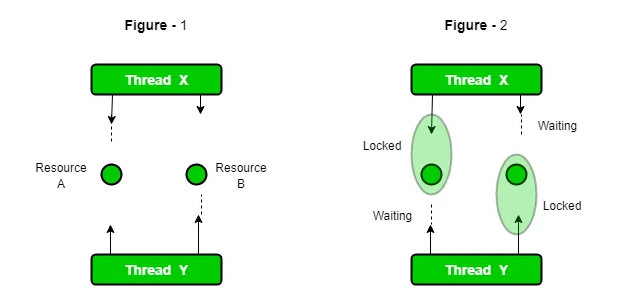 Figure - 1
Figure - 2
Thread X
Thread X
Resource
A
Resource
B
Locked
Waiting
Waiting
Locked
Thread Y
Thread Y